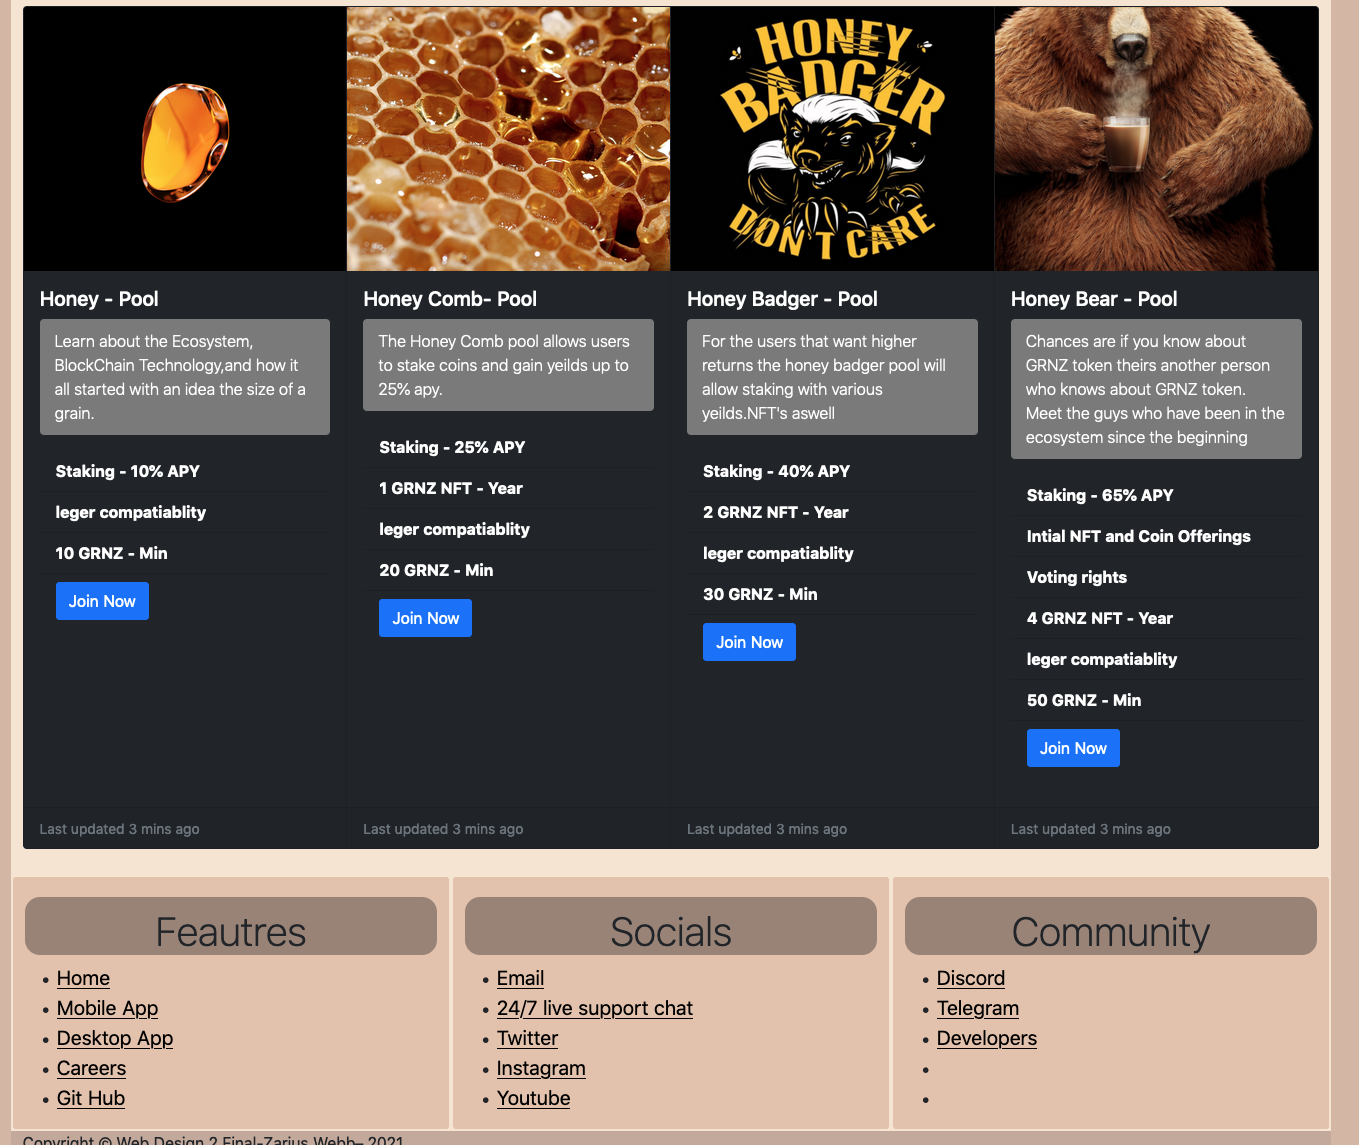 HONEY
BADGER
DON'T CARE
Honey - Pool
Learn about the Ecosystem,
BlockChain Technology,and how it
all started with an idea the size of a
grain.
Staking - 10% APY
leger compatiablity
10 GRNZ - Min
Join Now
Last updated 3 mins ago
Honey Comb- Pool
The Honey Comb pool allows users
to stake coins and gain yeilds up to
25% apy.
Staking - 25% APY
1 GRNZ NFT - Year
leger compatiablity
20 GRNZ - Min
Join Now
Last updated 3 mins ago
Honey Badger - Pool
For the users that want higher
returns the honey badger pool will
allow staking with various
yeilds.NFT's aswell
Staking - 40% APY
2 GRNZ NFT - Year
leger compatiablity
30 GRNZ - Min
Join Now
Last updated 3 mins ago
Honey Bear - Pool
Chances are if you know about
GRNZ token theirs another person
who knows about GRNZ token.
Meet the guys who have been in the
ecosystem since the beginning
Staking - 65% APY
Intial NFT and Coin Offerings
Voting rights
4 GRNZ NFT - Year
leger compatiablity
50 GRNZ - Min
Join Now
Last updated 3 mins ago
Feautres
• Home
• Mobile App
• Desktop App
• Careers
• Git Hub
Socials
• Email
• 24/7 live support chat
• Twitter
• Instagram
• Youtube
Community
• Discord
• Telegram
• Developers
•
•
Copyright © Web Design 2 Final-Zarius Webb– 2021